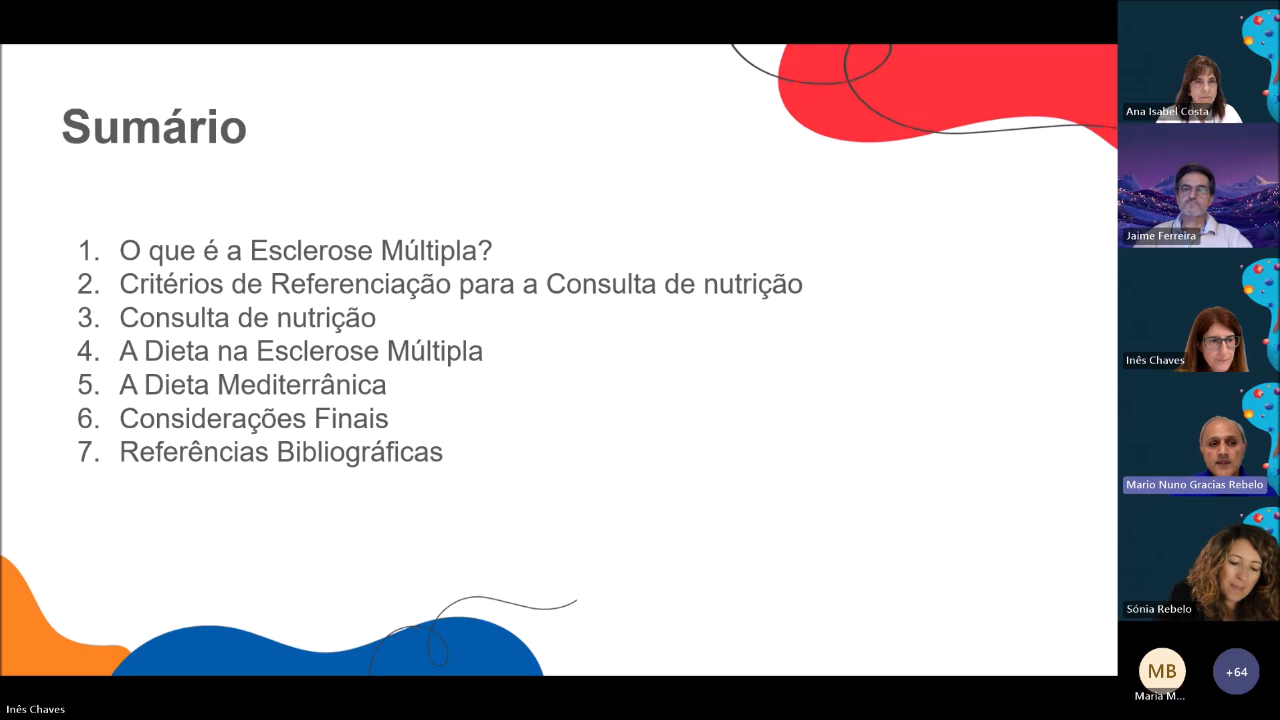 Sumário
1. O que é a Esclerose Múltipla?
2. Critérios de Referenciação para a Consulta de nutrição
3. Consulta de nutrição
4. A Dieta na Esclerose Múltipla
5. A Dieta Mediterrânica
6. Considerações Finais
7. Referências Bibliográficas
Ana Isabel Costa
Jaime Ferreira
Inês Chaves
Mario Nuno Gracias Rebelo
Sónia Rebelo
MB
+64
Maria M...
Inês Chaves